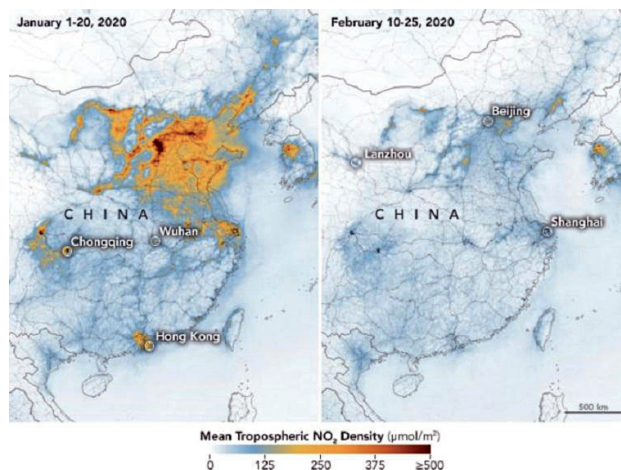 January 1-20, 2020
February 10-25, 2020
Beijing
Lanzhou
CHINA
CHINA
Wuhan
Shanghai
Chongqing
Hong Kong
500 km
Mean Tropospheric NO₂ Density (μmol/m²)
0 125 250 375 ≥500